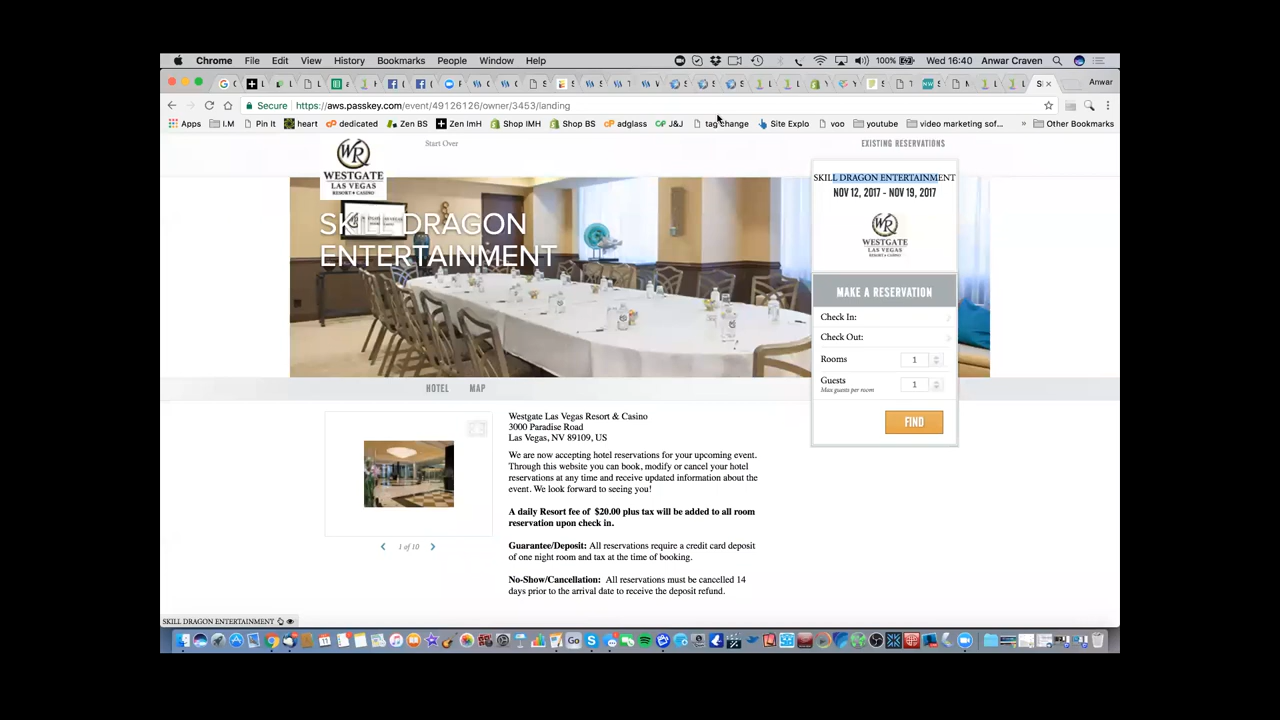 Chrome File Edit View History Bookmarks People Window Help 100% Wed 16:40 Anwar Craven
Anwar
Secure https://aws.passkey.com/event/49126126/owner/3453/landing
Apps I.M Pin It heart dedicated Zen BS Zen ImH Shop IMH Shop BS adglass J&J tag change Site Explo voo youtube video marketing sof... » Other Bookmarks
Start Over EXISTING RESERVATIONS
WR
WESTGATE
LAS VEGAS
RESORT • CASINO
SKILL DRAGON
ENTERTAINMENT
SKILL DRAGON ENTERTAINMENT
NOV 12, 2017 - NOV 19, 2017
WR
WESTGATE
LAS VEGAS
RESORT & CASINO
MAKE A RESERVATION
Check In:
Check Out:
Rooms 1
Guests 1
Max guests per room
FIND
HOTEL MAP
Westgate Las Vegas Resort & Casino
3000 Paradise Road
Las Vegas, NV 89109, US
We are now accepting hotel reservations for your upcoming event.
Through this website you can book, modify or cancel your hotel
reservations at any time and receive updated information about the
event. We look forward to seeing you!
A daily Resort fee of $20.00 plus tax will be added to all room
reservation upon check in.
Guarantee/Deposit: All reservations require a credit card deposit
of one night room and tax at the time of booking.
No-Show/Cancellation: All reservations must be cancelled 14
days prior to the arrival date to receive the deposit refund.
1 of 10
SKILL DRAGON ENTERTAINMENT